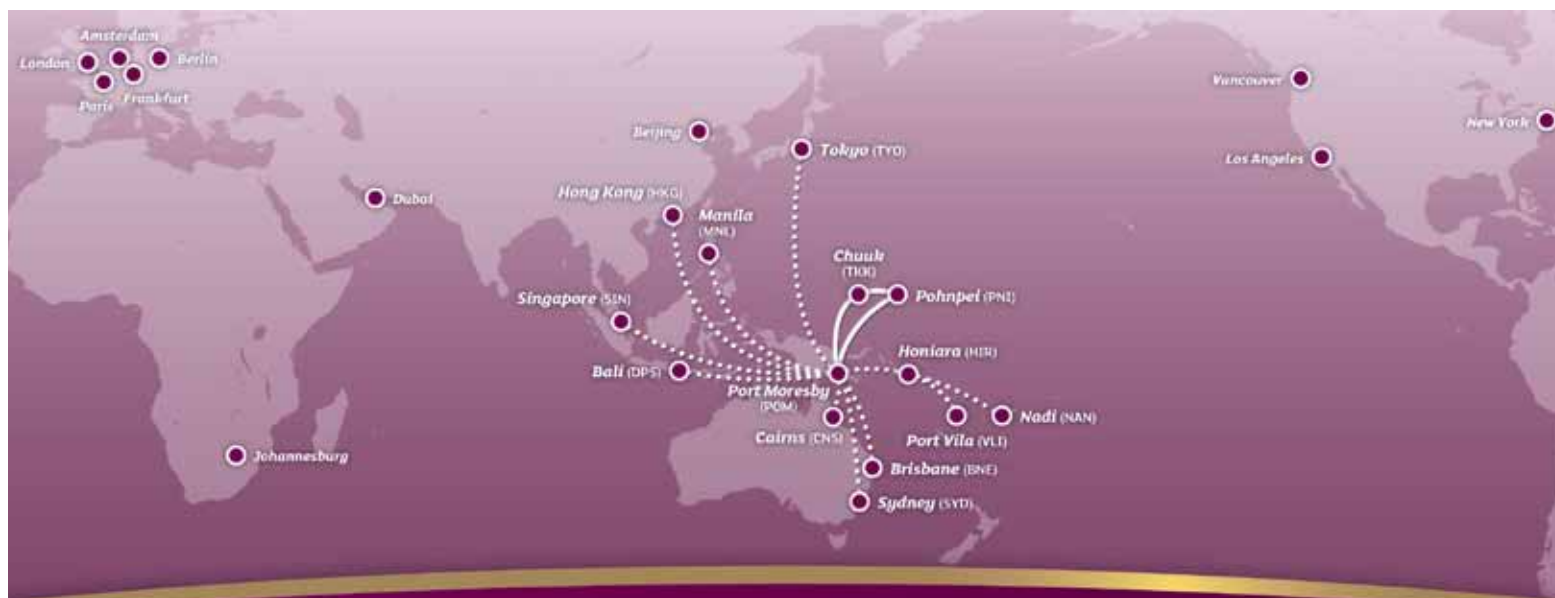 Amsterdam
London
Berlin
Paris
Frankfurt
Vancouver
New York
Beijing
Tokyo (TYO)
Los Angeles
Hong Kong (HKG)
Dubai
Manila
(MNL)
Chuuk
(TKK)
Singapore (SIN)
Pohnpei (PNI)
Honiara (HIR)
Bali (DPS)
Port Moresby
(POM)
Nadi (NAN)
Cairns (CNS)
Port Vila (VLI)
Johannesburg
Brisbane (BNE)
Sydney (SYD)